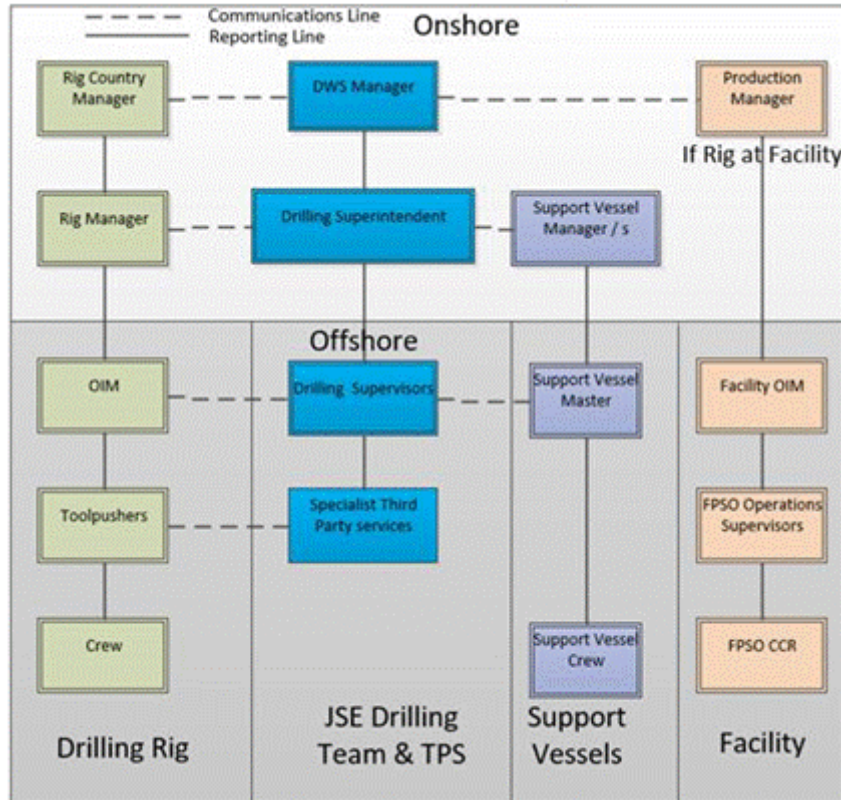 Communications Line
Reporting Line
Onshore
Rig Country
Manager
DWS Manager
Production
Manager
If Rig at Facility
Rig Manager
Drilling Superintendent
Support Vessel
Manager / s
Offshore
OIM
Drilling Supervisors
Support Vessel
Master
Facility OIM
Toolpushers
Specialist Third
Party services
FPSO Operations
Supervisors
Crew
Support Vessel
Crew
FPSO CCR
Drilling Rig
JSE Drilling
Team & TPS
Support
Vessels
Facility